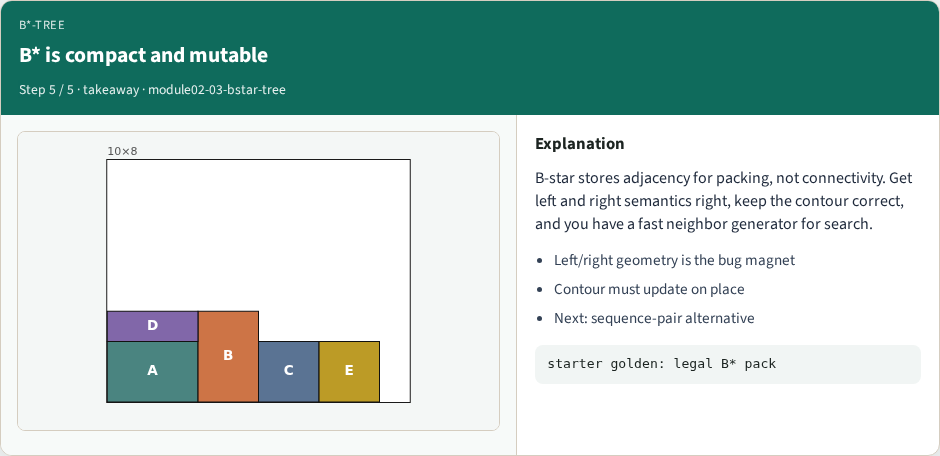 B*-TREE
B* is compact and mutable
Step 5 / 5 · takeaway · module02-03-bstar-tree
10×8
D
A
B
C
E
Explanation
B-star stores adjacency for packing, not connectivity. Get
left and right semantics right, keep the contour correct,
and you have a fast neighbor generator for search.
• Left/right geometry is the bug magnet
• Contour must update on place
• Next: sequence-pair alternative
starter golden: legal B* pack